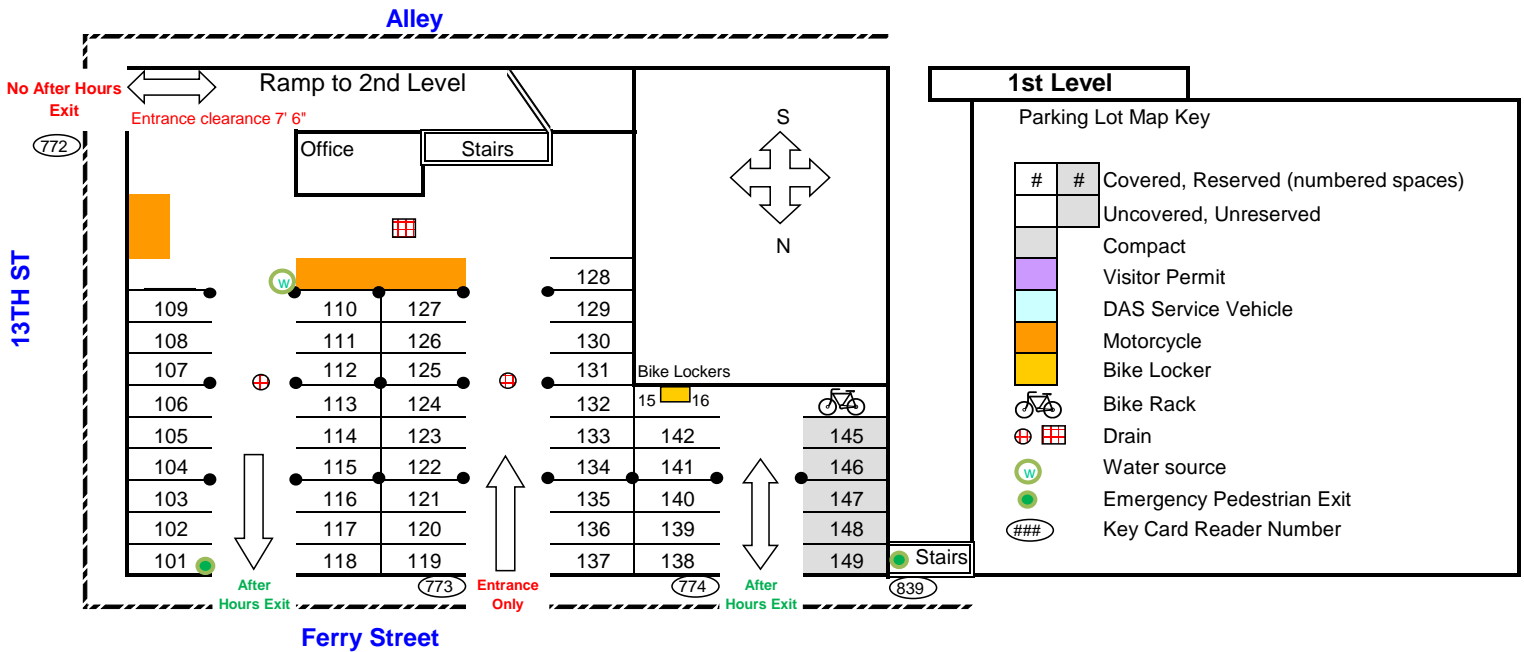 Alley
No After Hours
Exit
Ramp to 2nd Level
Entrance clearance 7' 6"
772
Office
Stairs
S
N
13TH ST
W
128
109 110 127 129
108 111 126 130
107 112 125 131
Bike Lockers
106 113 124 132 15 16
105 114 123 133 142 145
104 115 122 134 141 146
103 116 121 135 140 147
102 117 120 136 139 148
101 118 119 137 138 149
Stairs
After
Hours Exit
773
Entrance
Only
774
After
Hours Exit
839
Ferry Street
1st Level
Parking Lot Map Key
# # Covered, Reserved (numbered spaces)
Uncovered, Unreserved
Compact
Visitor Permit
DAS Service Vehicle
Motorcycle
Bike Locker
Bike Rack
Drain
W Water source
Emergency Pedestrian Exit
### Key Card Reader Number